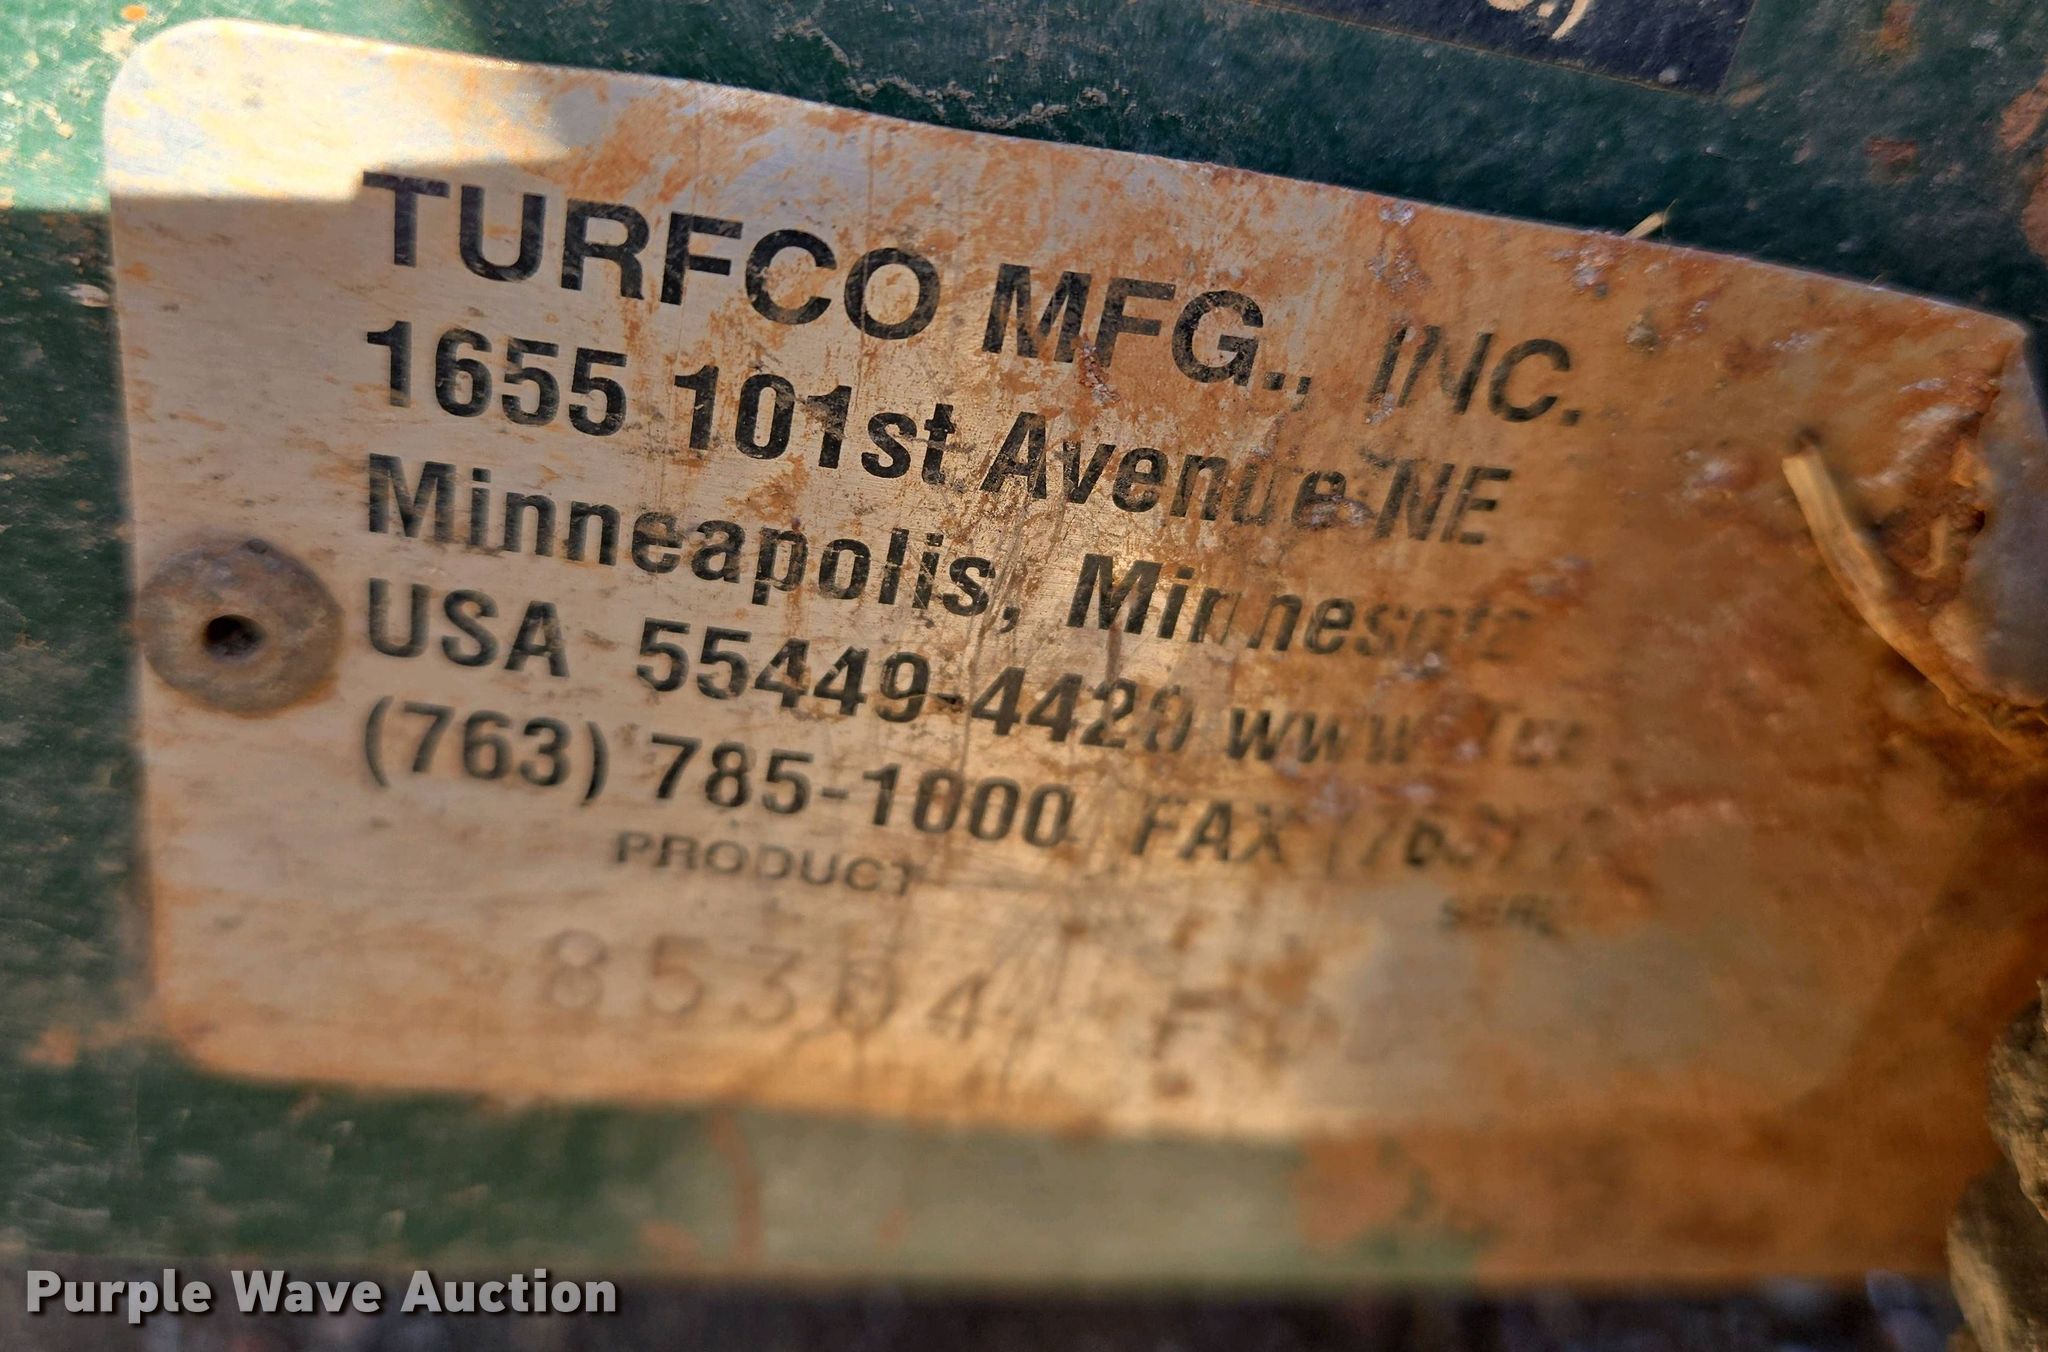 TURFCO MFG., INC.
1655 101st Avenue NE
Minneapolis, Minnesota
USA 55449-4420
(763) 785-1000 FAX
PRODUCT
85304
Purple Wave Auction